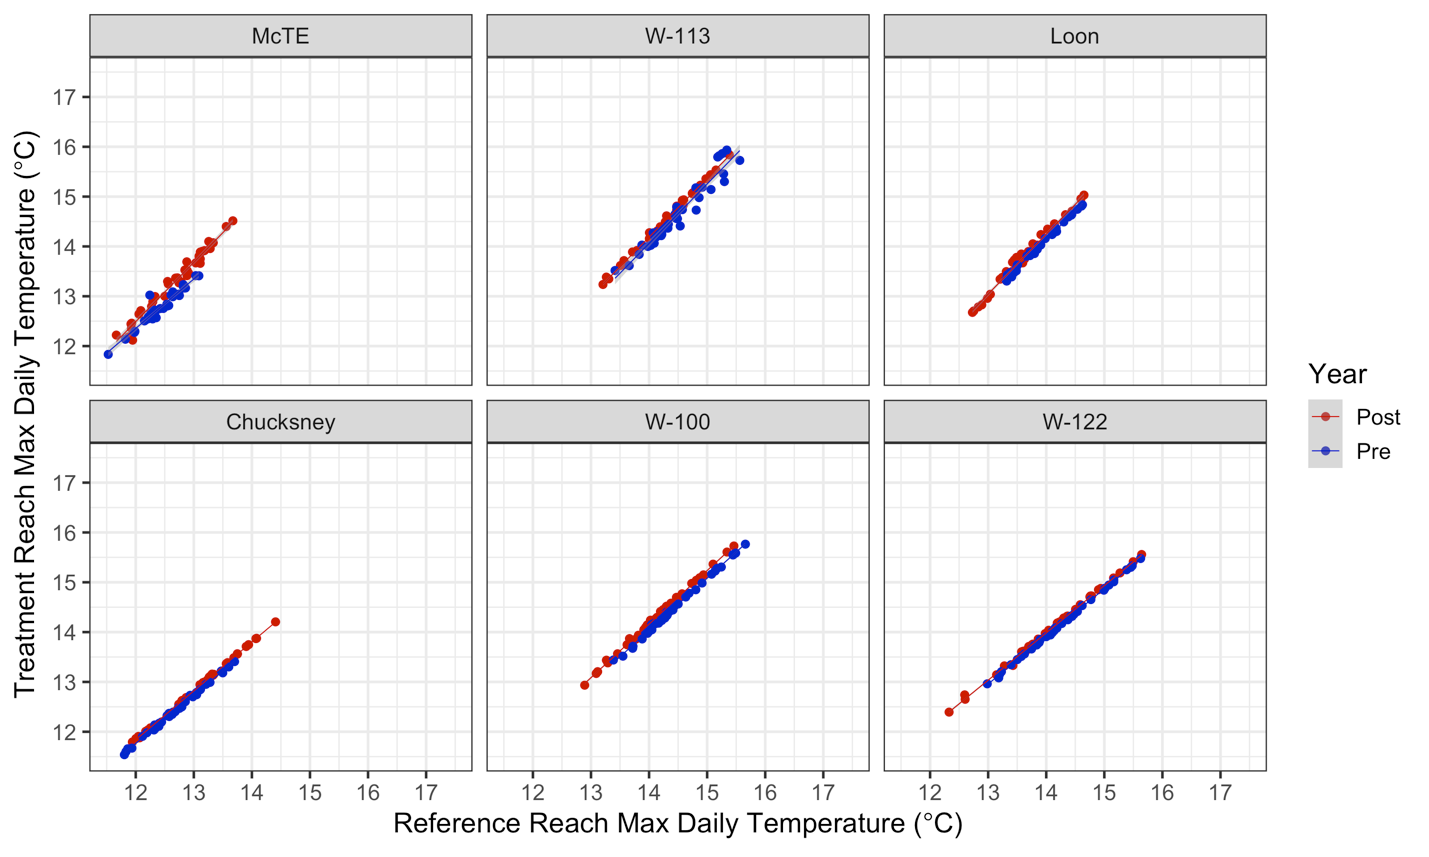 McTE W-113 Loon
17
16
15
14
13
12
Chucksney W-100 W-122
17
16
15
14
13
12
12 13 14 15 16 17 12 13 14 15 16 17 12 13 14 15 16 17
Reference Reach Max Daily Temperature (°C)
Treatment Reach Max Daily Temperature (°C)
Year
Post
Pre